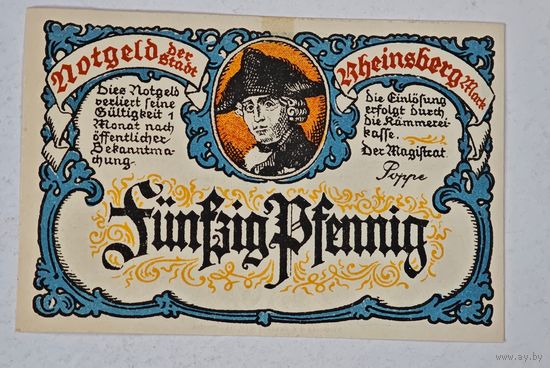 Notgeld der Stadt
Rheinsberg Mark
Dies Notgeld
verliert seine
Gültigkeit 1
Monat nach
öffentlicher
Bekanntma-
chung.
die Einlösung
erfolgt durch
die Kämmerei-
kasse.
Der Magistrat
Poppe
Fünfzig Pfennig
www.ay.by